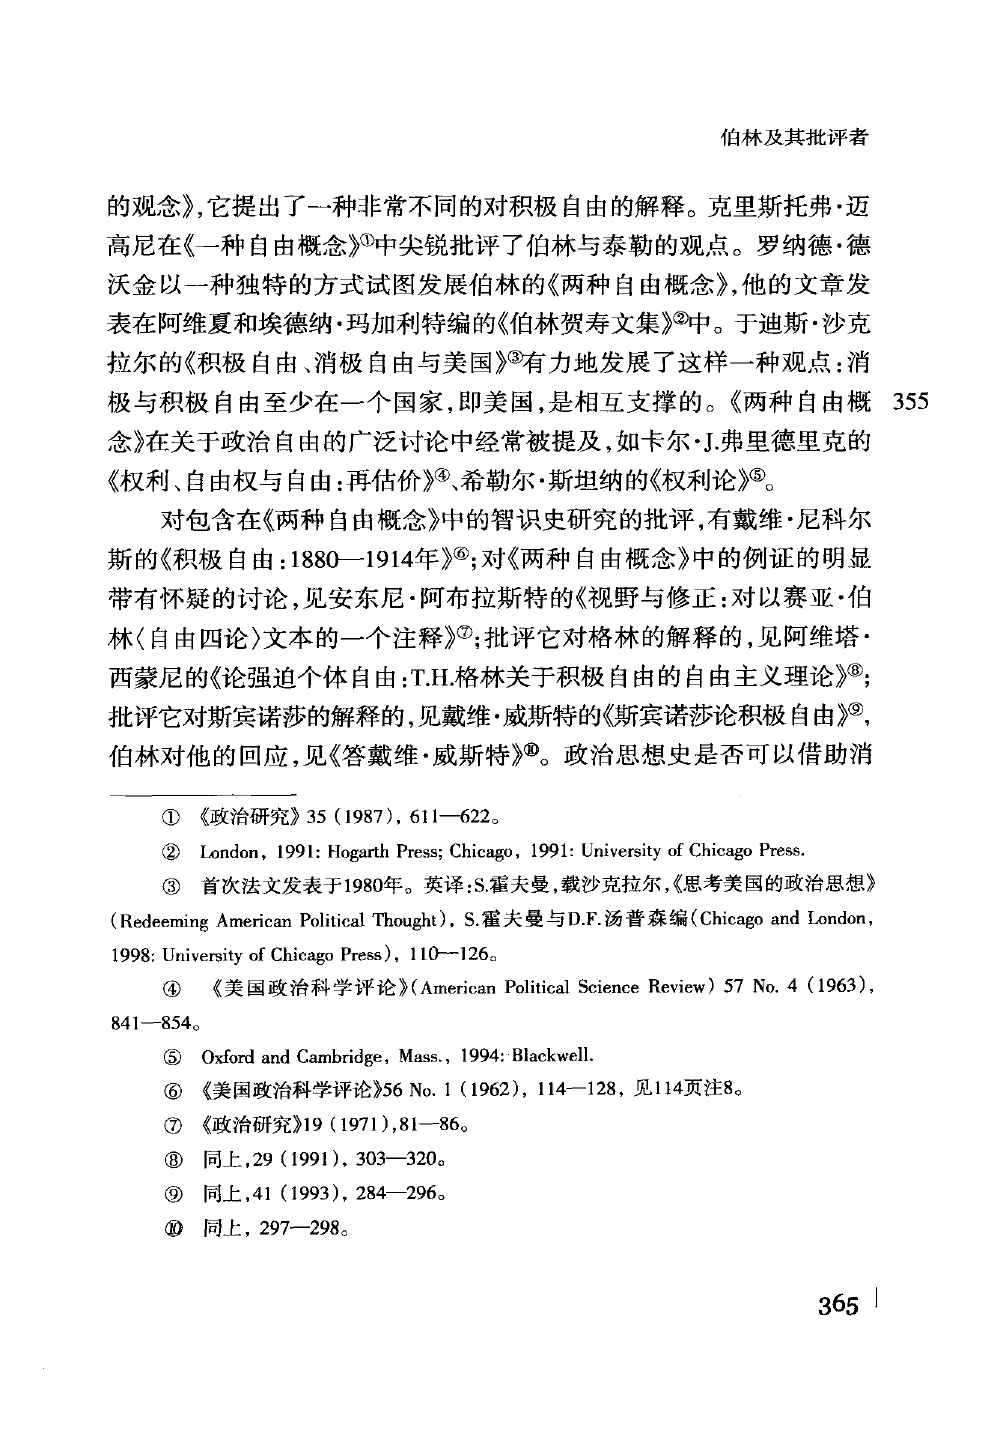 伯林及其批评者
的观念》,它提出了一种非常不同的对积极自由的解释。克里斯托弗·迈
高尼在《一种自由概念》①中尖锐批评了伯林与泰勒的观点。罗纳德·德
沃金以一种独特的方式试图发展伯林的《两种自由概念》,他的文章发
表在阿维夏和埃德纳·玛加利特编的《伯林贺寿文集》②中。于迪斯·沙克
拉尔的《积极自由、消极自由与美国》③有力地发展了这样一种观点:消
极与积极自由至少在一个国家,即美国,是相互支撑的。《两种自由概 355
念》在关于政治自由的广泛讨论中经常被提及,如卡尔·J.弗里德里克的
《权利、自由权与自由:再估价》④、希勒尔·斯坦纳的《权利论》⑤。
对包含在《两种自由概念》中的智识史研究的批评,有戴维·尼科尔
斯的《积极自由:1880—1914年》⑥;对《两种自由概念》中的例证的明显
带有怀疑的讨论,见安东尼·阿布拉斯特的《视野与修正:对以赛亚·伯
林〈自由四论〉文本的一个注释》⑦;批评它对格林的解释的,见阿维塔·
西蒙尼的《论强迫个体自由:T.H.格林关于积极自由的自由主义理论》⑧;
批评它对斯宾诺莎的解释的,见戴维·威斯特的《斯宾诺莎论积极自由》⑨,
伯林对他的回应,见《答戴维·威斯特》⑩。政治思想史是否可以借助消
① 《政治研究》35 (1987), 611—622。
② London, 1991: Hogarth Press; Chicago, 1991: University of Chicago Press.
③ 首次法文发表于1980年。英译:S.霍夫曼,载沙克拉尔,《思考美国的政治思想》
(Redeeming American Political Thought), S.霍夫曼与D.F.汤普森编(Chicago and London,
1998: University of Chicago Press), 110—126。
④ 《美国政治科学评论》(American Political Science Review) 57 No. 4 (1963),
841—854。
⑤ Oxford and Cambridge, Mass., 1994: Blackwell.
⑥ 《美国政治科学评论》56 No. 1 (1962), 114—128, 见114页注8。
⑦ 《政治研究》19 (1971),81—86。
⑧ 同上,29 (1991), 303—320。
⑨ 同上,41 (1993), 284—296。
⑩ 同上, 297—298。
365